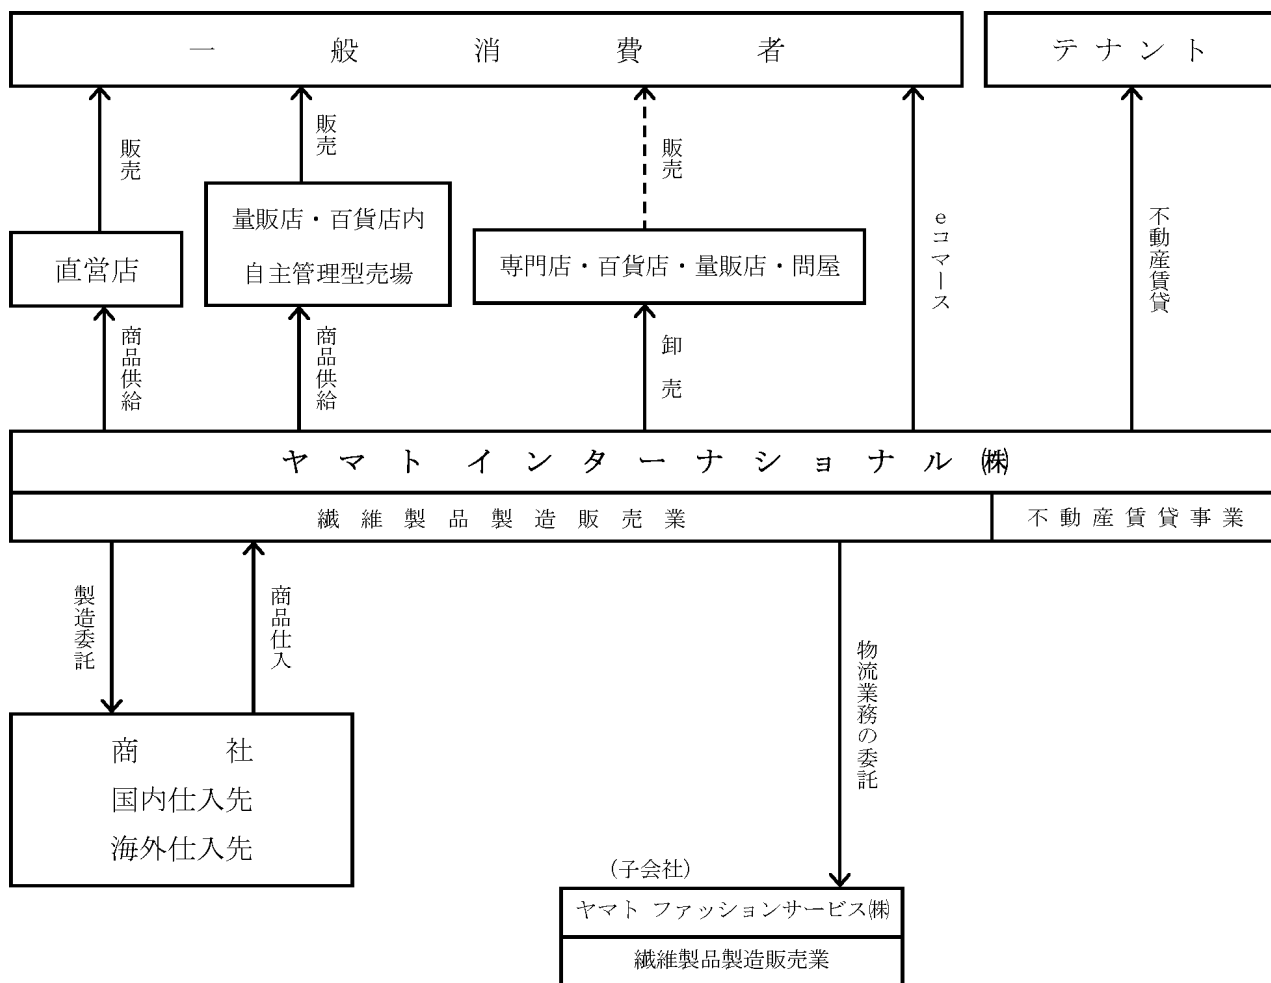 一般消費者
テナント
販売
販売
販売
eコマース
不動産賃貸
直営店
量販店・百貨店内
自主管理型売場
専門店・百貨店・量販店・問屋
商品供給
商品供給
卸売
ヤマトインターナショナル㈱
繊維製品製造販売業
不動産賃貸事業
製造委託
商品仕入
物流業務の委託
商社
国内仕入先
海外仕入先
(子会社)
ヤマト ファッションサービス㈱
繊維製品製造販売業